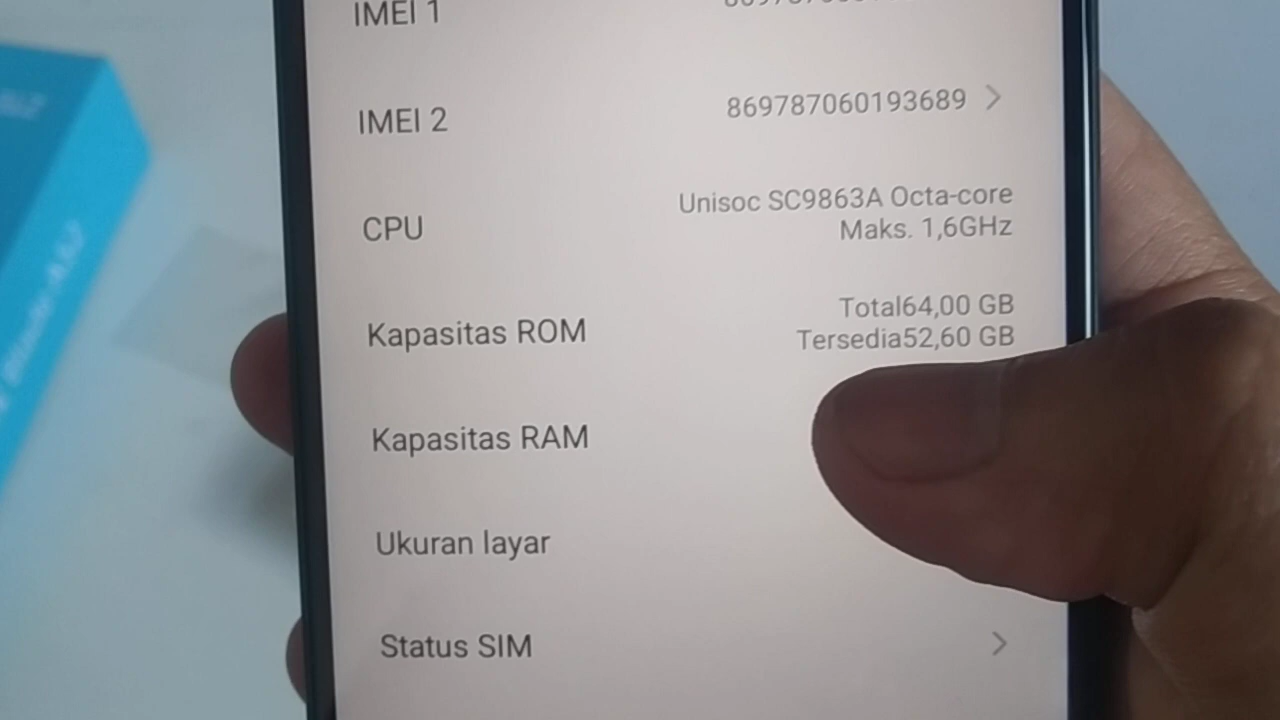 IMEI 1
IMEI 2
869787060193689
CPU
Unisoc SC9863A Octa-core
Maks. 1,6GHz
Kapasitas ROM
Total64,00 GB
Tersedia52,60 GB
Kapasitas RAM
Ukuran layar
Status SIM